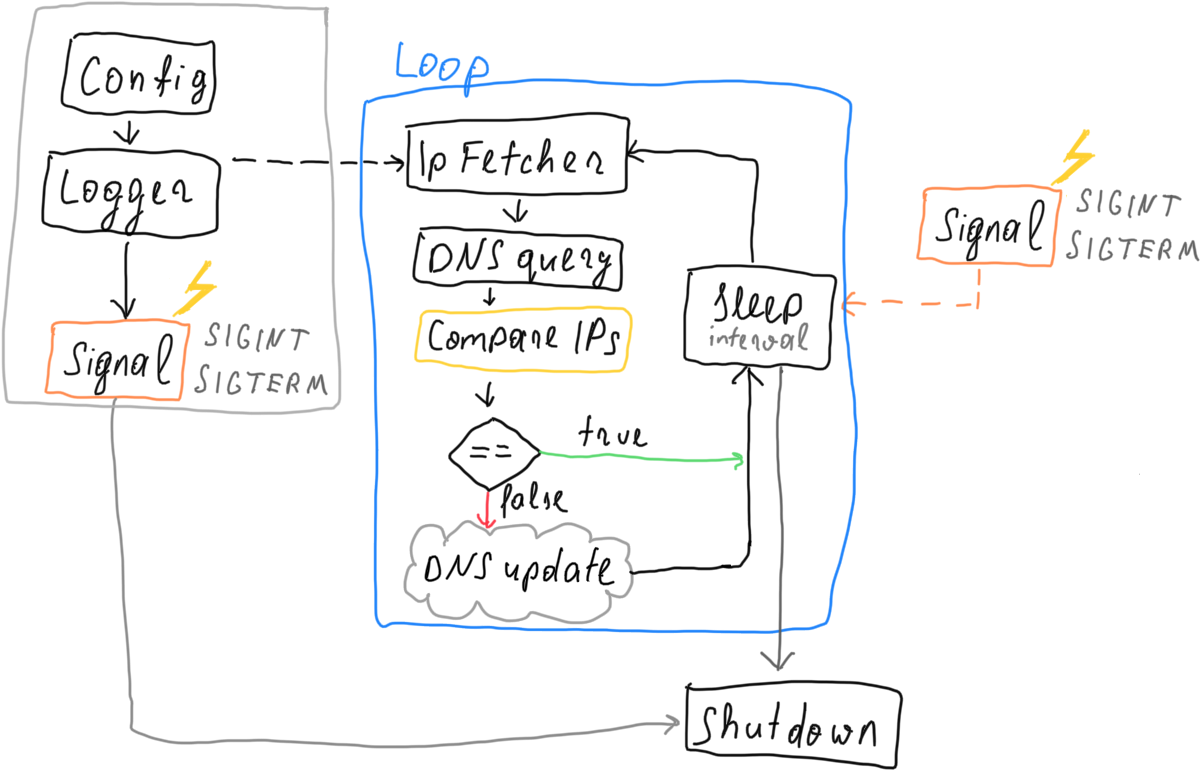 Config
Logger
Signal
SIGINT
SIGTERM
Loop
Ip Fetcher
DNS query
Compare IPs
==
true
false
DNS update
Sleep
interval
Signal
SIGINT
SIGTERM
Shutdown